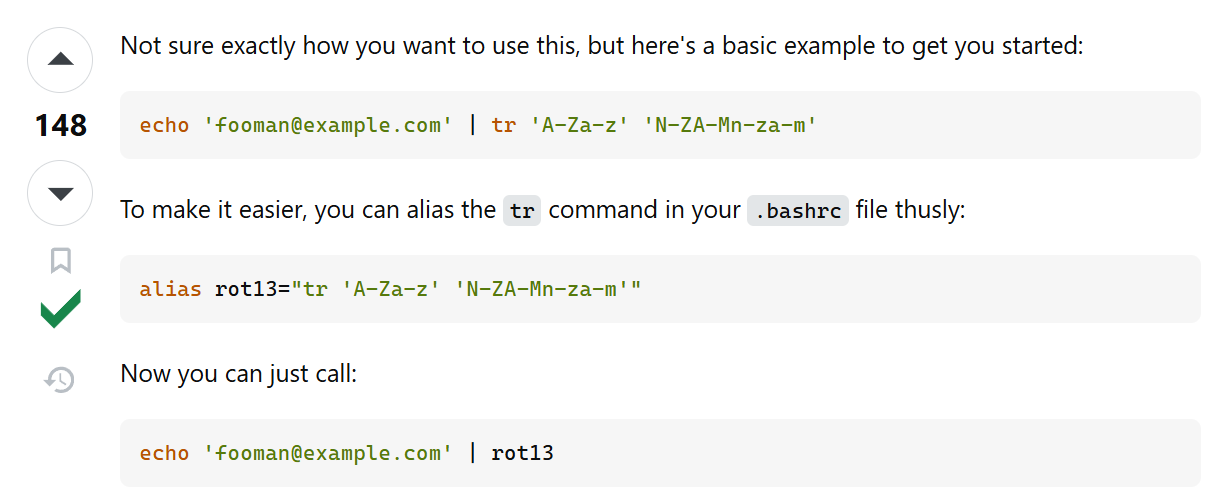 Not sure exactly how you want to use this, but here's a basic example to get you started:
148
echo 'fooman@example.com' | tr 'A-Za-z' 'N-ZA-Mn-za-m'
To make it easier, you can alias the tr command in your .bashrc file thusly:
alias rot13="tr 'A-Za-z' 'N-ZA-Mn-za-m'"
Now you can just call:
echo 'fooman@example.com' | rot13